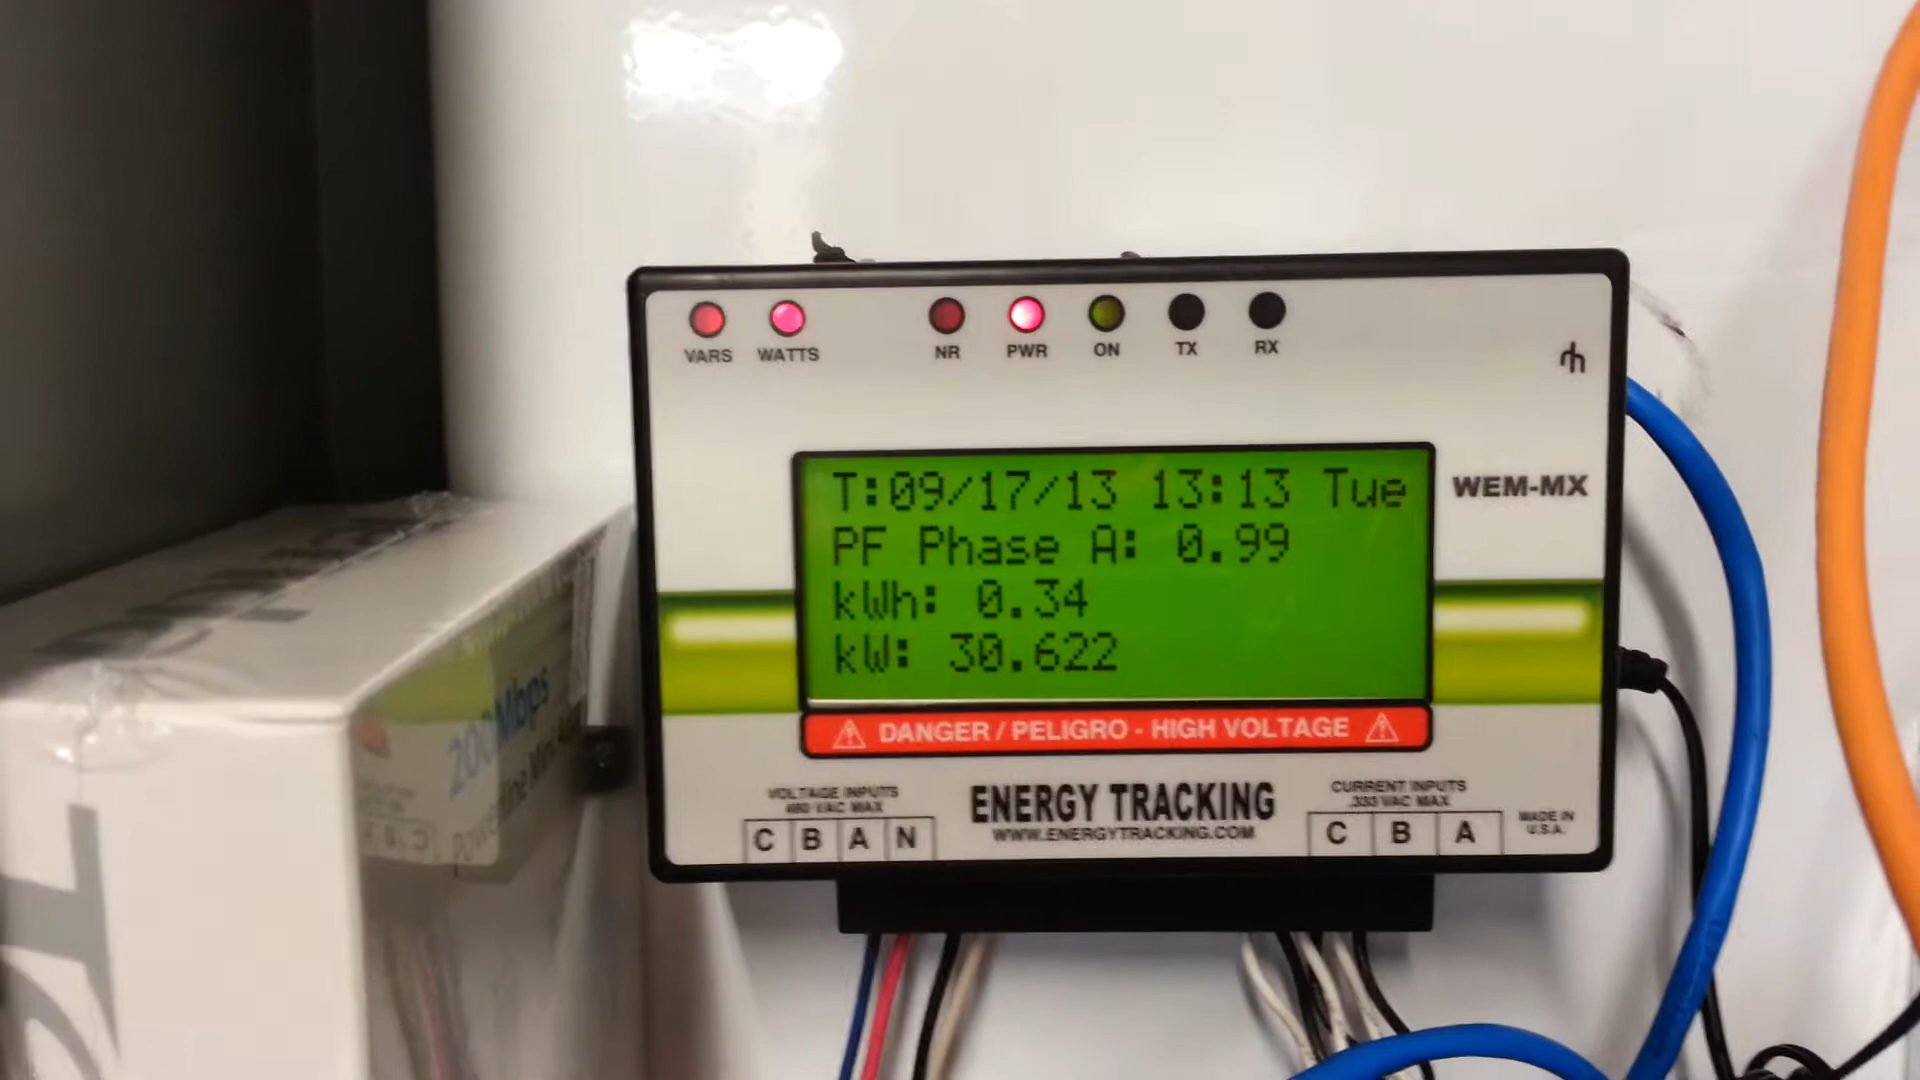 VARS WATTS NR PWR ON TX RX
T:09/17/13 13:13 Tue
WEM-MX
PF Phase A: 0.99
kWh: 0.34
kW: 30.622
DANGER / PELIGRO - HIGH VOLTAGE
VOLTAGE INPUTS
480 VAC MAX
C B A N
ENERGY TRACKING
WWW.ENERGYTRACKING.COM
CURRENT INPUTS
.333 VAC MAX
C B A
MADE IN
U.S.A.
200Mbps